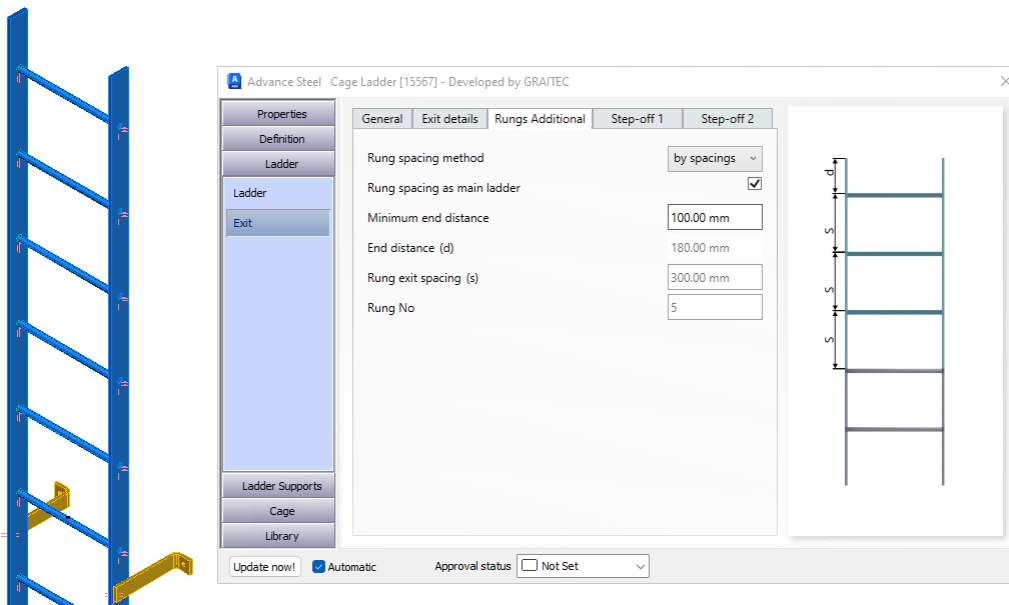 Advance Steel Cage Ladder [15567] - Developed by GRAITEC
Properties
Definition
Ladder
Ladder
Exit
Ladder Supports
Cage
Library
General Exit details Rungs Additional Step-off 1 Step-off 2
Rung spacing method by spacings
Rung spacing as main ladder
Minimum end distance 100.00 mm
End distance (d) 180.00 mm
Rung exit spacing (s) 300.00 mm
Rung No 5
d
s
s
s
Update now! Automatic Approval status Not Set